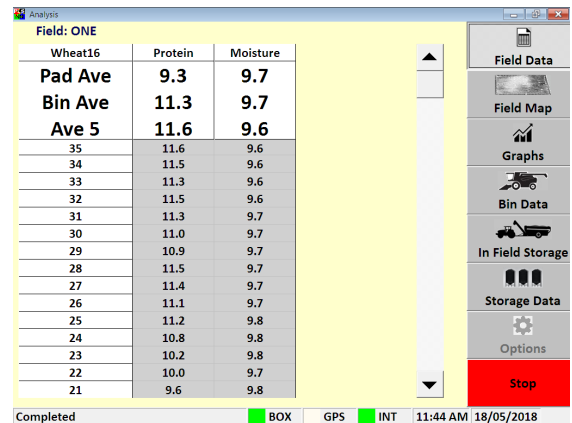 Analysis
Field: ONE
Wheat16 Protein Moisture
Pad Ave 9.3 9.7
Bin Ave 11.3 9.7
Ave 5 11.6 9.6
35 11.6 9.6
34 11.5 9.6
33 11.3 9.6
32 11.5 9.6
31 11.3 9.7
30 11.0 9.7
29 10.9 9.7
28 11.5 9.7
27 11.4 9.7
26 11.1 9.7
25 11.2 9.8
24 10.8 9.8
23 10.2 9.8
22 10.0 9.7
21 9.6 9.8
Field Data
Field Map
Graphs
Bin Data
In Field Storage
Storage Data
Options
Stop
Completed BOX GPS INT 11:44 AM 18/05/2018